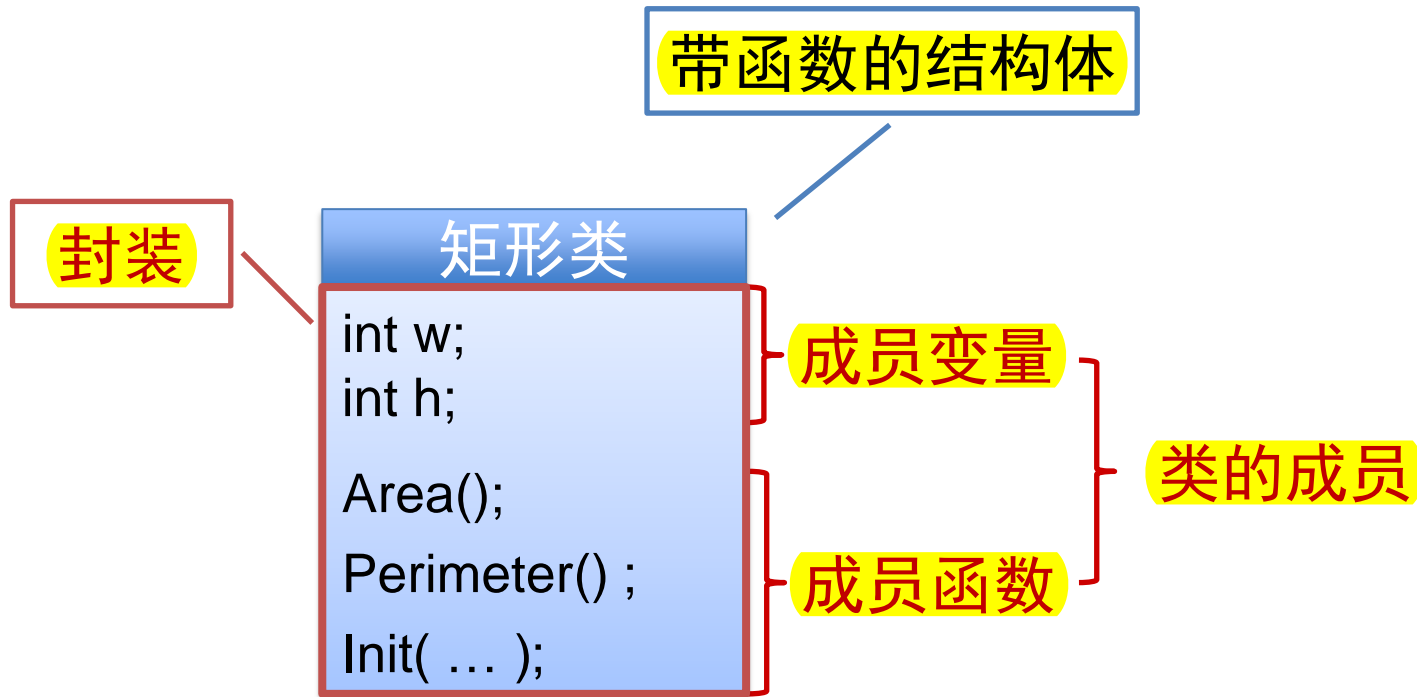 带函数的结构体
封装
矩形类
int w;
int h;
Area();
Perimeter() ;
Init( … );
成员变量
成员函数
类的成员